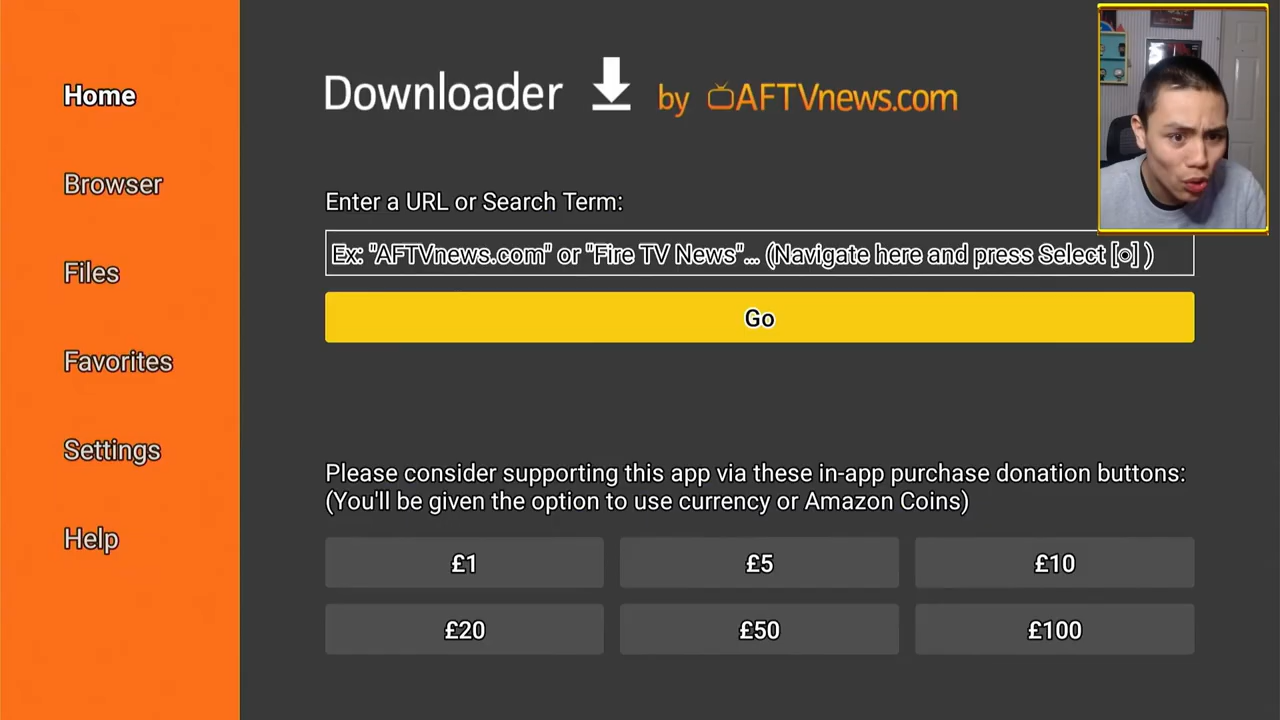 Home
Browser
Files
Favorites
Settings
Help
Downloader by AFTVnews.com
Enter a URL or Search Term:
Ex: "AFTVnews.com" or "Fire TV News"... (Navigate here and press Select [○] )
Go
Please consider supporting this app via these in-app purchase donation buttons:
(You'll be given the option to use currency or Amazon Coins)
£1 £5 £10
£20 £50 £100